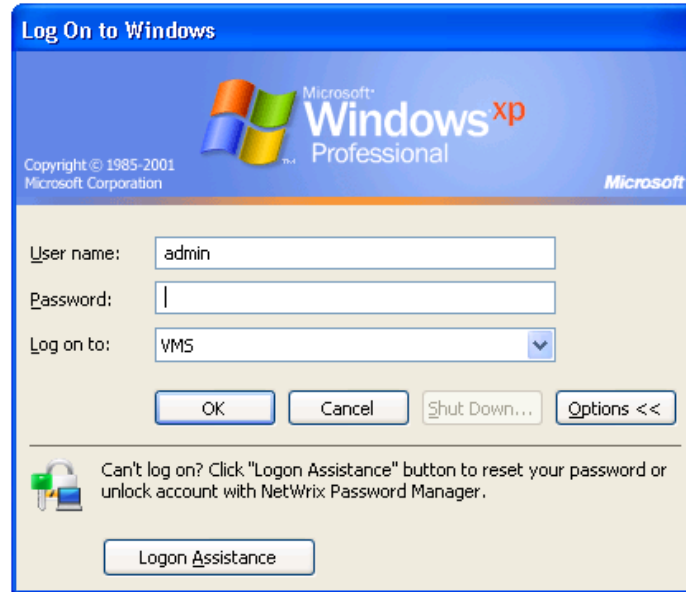 Log On to Windows
Microsoft®
Windows xp
Professional
TM
Copyright © 1985-2001
Microsoft Corporation
Microsoft
User name: admin
Password:
Log on to: VMS
OK Cancel Shut Down... Options <<
Can't log on? Click "Logon Assistance" button to reset your password or
unlock account with NetWrix Password Manager.
Logon Assistance